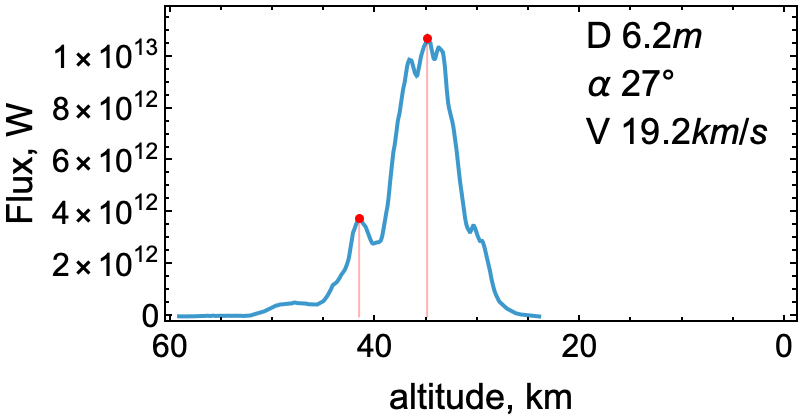 D 6.2m
α 27°
V 19.2km/s
Flux, W
1×10¹³
8×10¹²
6×10¹²
4×10¹²
2×10¹²
0
60 40 20 0
altitude, km